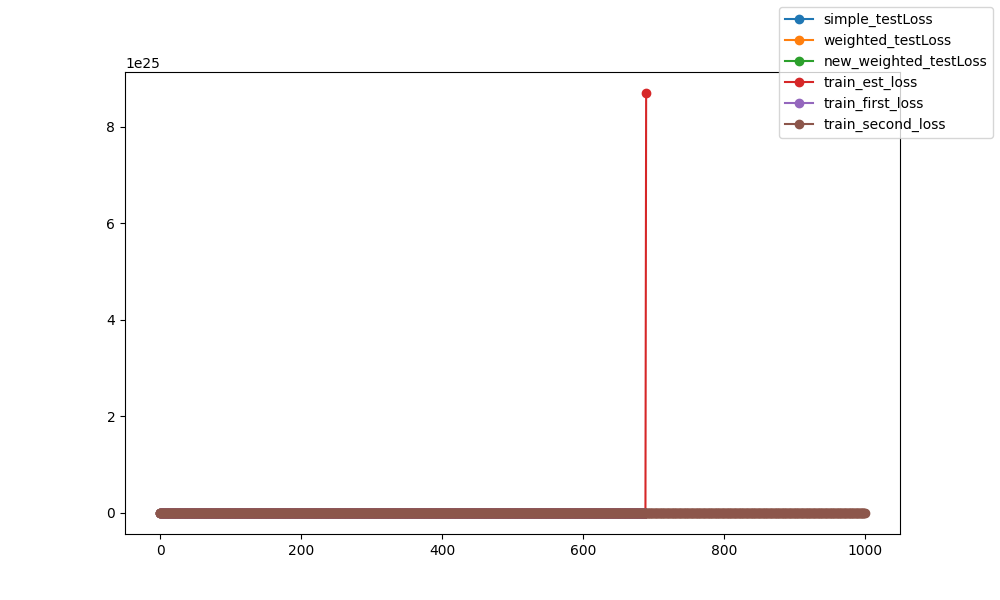 simple_testLoss
weighted_testLoss
new_weighted_testLoss
train_est_loss
train_first_loss
train_second_loss
1e25
8
6
4
2
0
0 200 400 600 800 1000